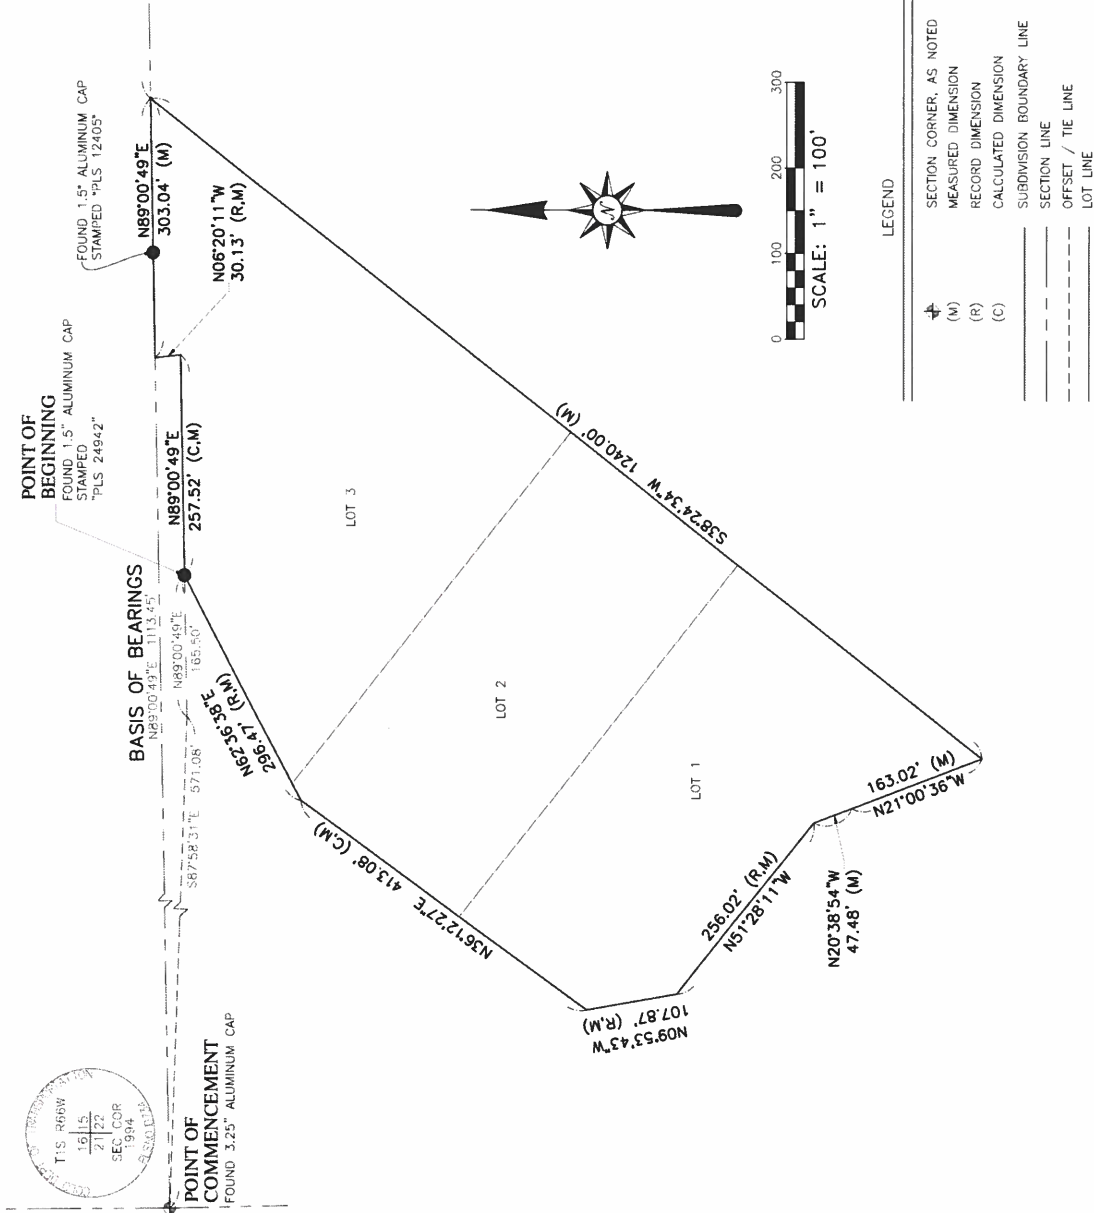 T1S R66W
16 15
21 22
SEC COR
1994
POINT OF
COMMENCEMENT
FOUND 3.25" ALUMINUM CAP
POINT OF
BEGINNING
FOUND 1.5" ALUMINUM CAP
STAMPED
"PLS 24942"
FOUND 1.5" ALUMINUM CAP
STAMPED "PLS 12405"
BASIS OF BEARINGS
N89°00'49"E 1113.45'
N89°00'49"E
165.50'
S87°58'31"E 571.08'
N89°00'49"E
257.52' (C,M)
N06°20'11"W
30.13' (R,M)
N89°00'49"E
303.04' (M)
N62°36'38"E
296.47' (R,M)
N36°12'27"E 413.08' (C,M)
N09°53'43"W
107.87' (R,M)
256.02' (R,M)
N51°28'11"W
N20°38'54"W
47.48' (M)
163.02' (M)
N21°00'36"W
S38°24'34"W 1240.00' (M)
LOT 3
LOT 2
LOT 1
N
0 100 200 300
SCALE: 1" = 100'
LEGEND
SECTION CORNER, AS NOTED
(M) MEASURED DIMENSION
(R) RECORD DIMENSION
(C) CALCULATED DIMENSION
SUBDIVISION BOUNDARY LINE
SECTION LINE
OFFSET / TIE LINE
LOT LINE